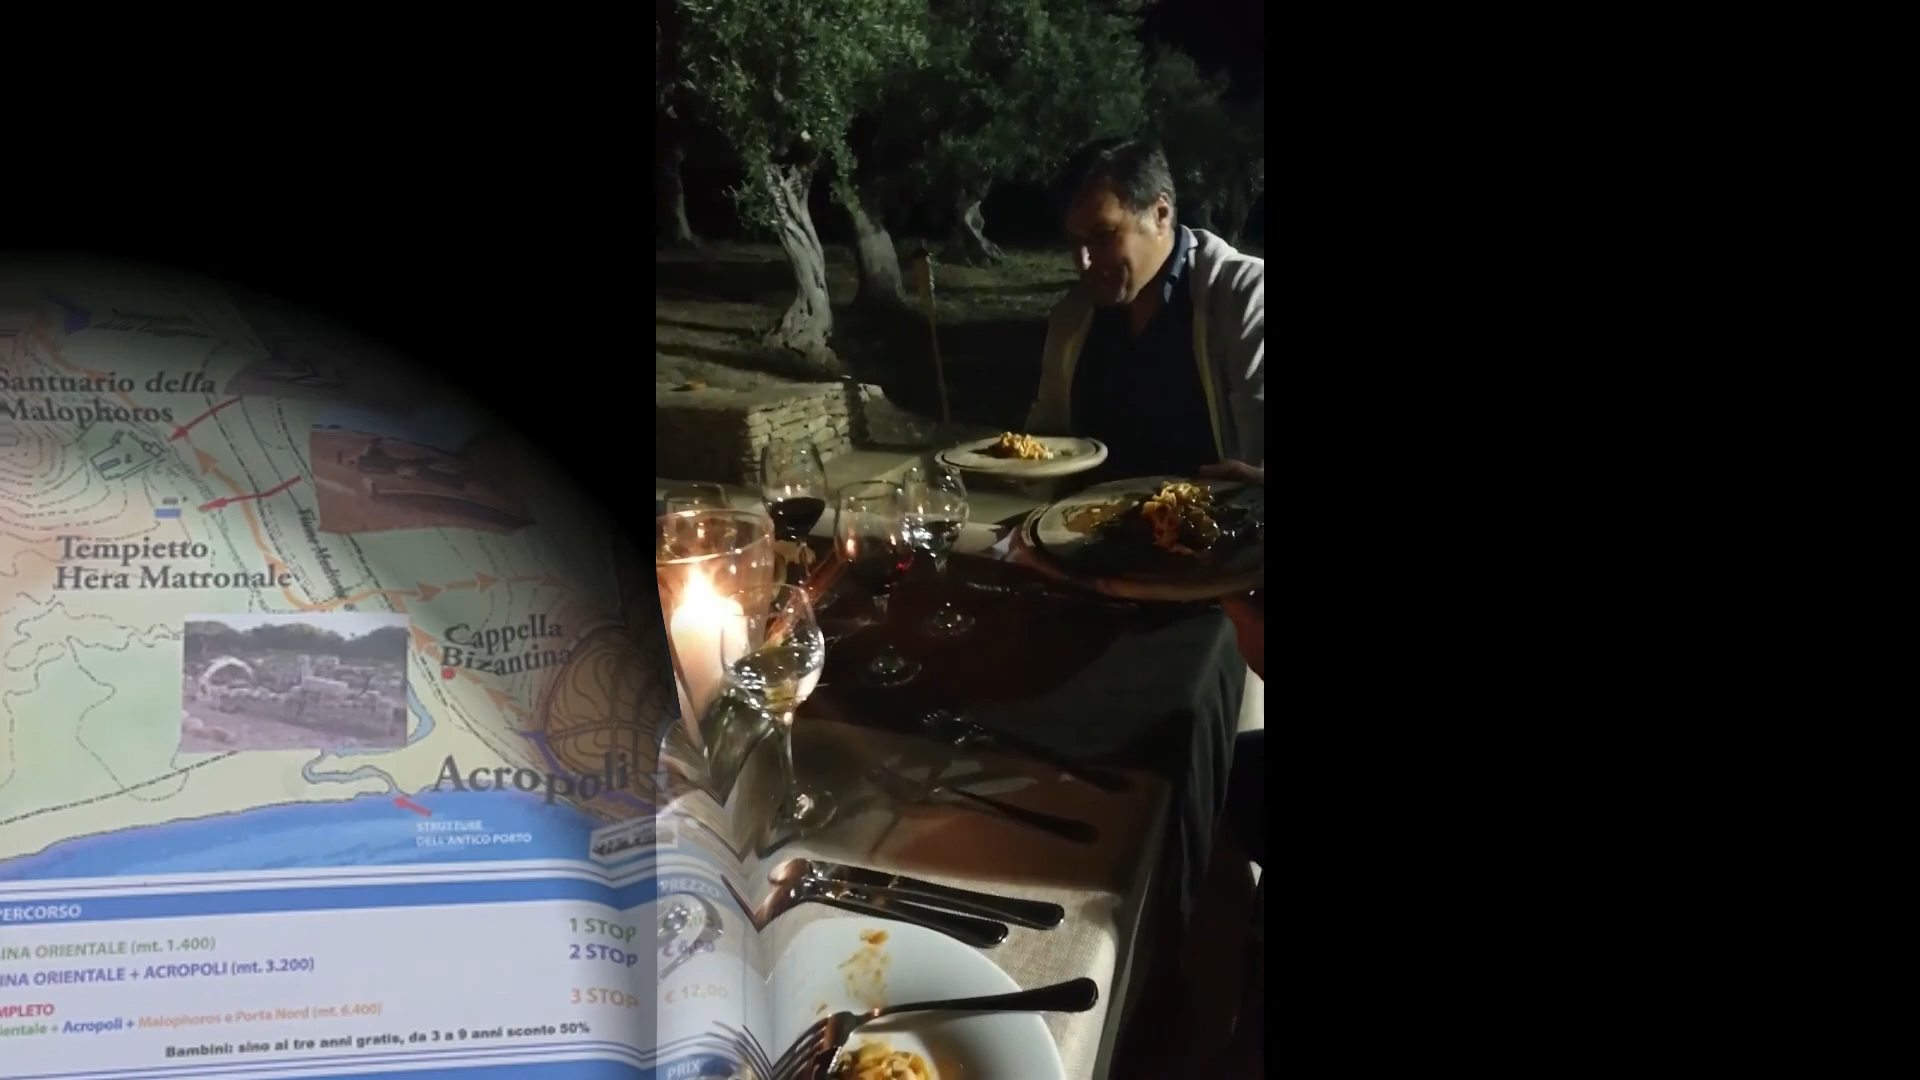 Santuario della
Malophoros
Tempietto
Hera Matronale
Cappella
Bizantina
Acropoli
STRUTTURE
DELL'ANTICO PORTO
PERCORSO
PREZZO
INA ORIENTALE (mt. 1.400) 1 STOP
INA ORIENTALE + ACROPOLI (mt. 3.200) 2 STOP
MPLETO
ientale + Acropoli + Malophoros e Porta Nord (mt. 6.400) 3 STOP € 12,00
Bambini: sino ai tre anni gratis, da 3 a 9 anni sconto 50%
PRIX